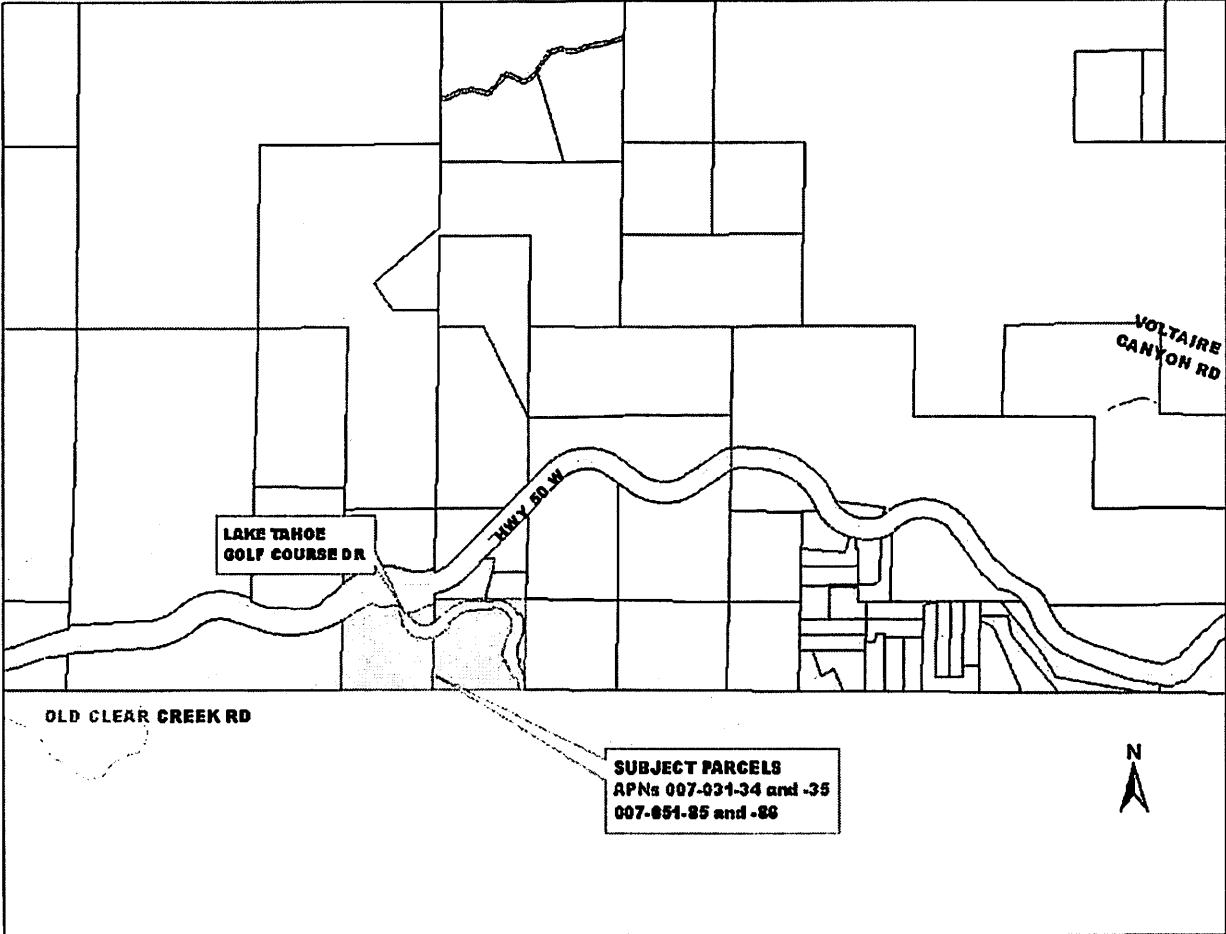 VOLTAIRE
CANYON RD
HWY 50 W
LAKE TAHOE
GOLF COURSE DR
OLD CLEAR CREEK RD
SUBJECT PARCELS
APNs 007-031-34 and -35
007-051-85 and -86
N